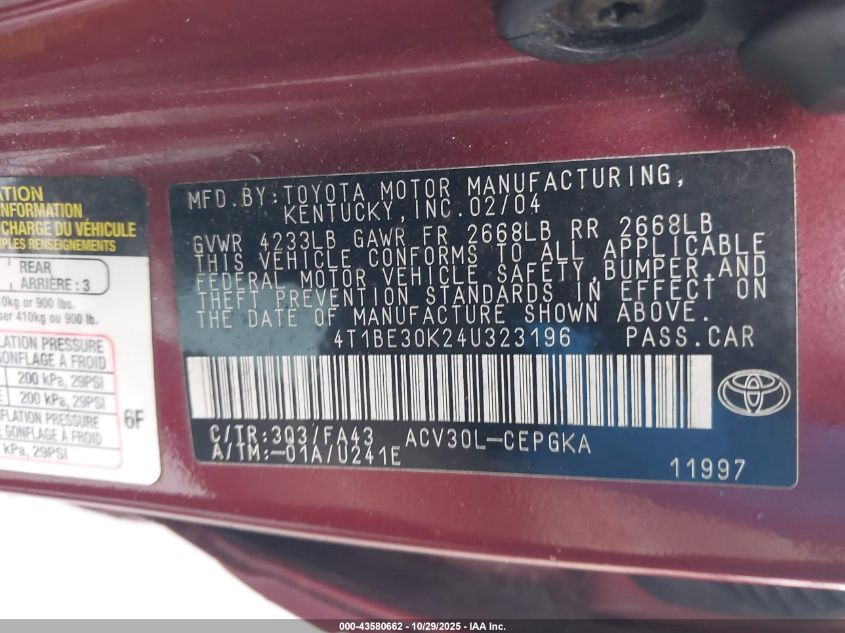 ATION
INFORMATION
CHARGE DU VÉHICULE
PLES RENSEIGNEMENTS
REAR
ARRIÈRE : 3
0kg or 900 lbs.
ser 410kg ou 900 lb.
LATION PRESSURE
GONFLAGE À FROID
200 kPa, 29PSI
200 kPa, 29PSI
FLATION PRESSURE
GONFLAGE À FROID
kPa, 29PSI
6F
MFD.BY:TOYOTA MOTOR MANUFACTURING,
KENTUCKY,INC.02/04
GVWR 4233LB GAWR FR 2668LB RR 2668LB
THIS VEHICLE CONFORMS TO ALL APPLICABLE
FEDERAL MOTOR VEHICLE SAFETY,BUMPER,AND
THEFT PREVENTION STANDARDS IN EFFECT ON
THE DATE OF MANUFACTURE SHOWN ABOVE.
4T1BE30K24U323196 PASS.CAR
C/TR:3Q3/FA43 ACV30L-CEPGKA
A/TM:-01A/U241E
11997
TOYOTA
000-43580662 - 10/29/2025 - IAA Inc.